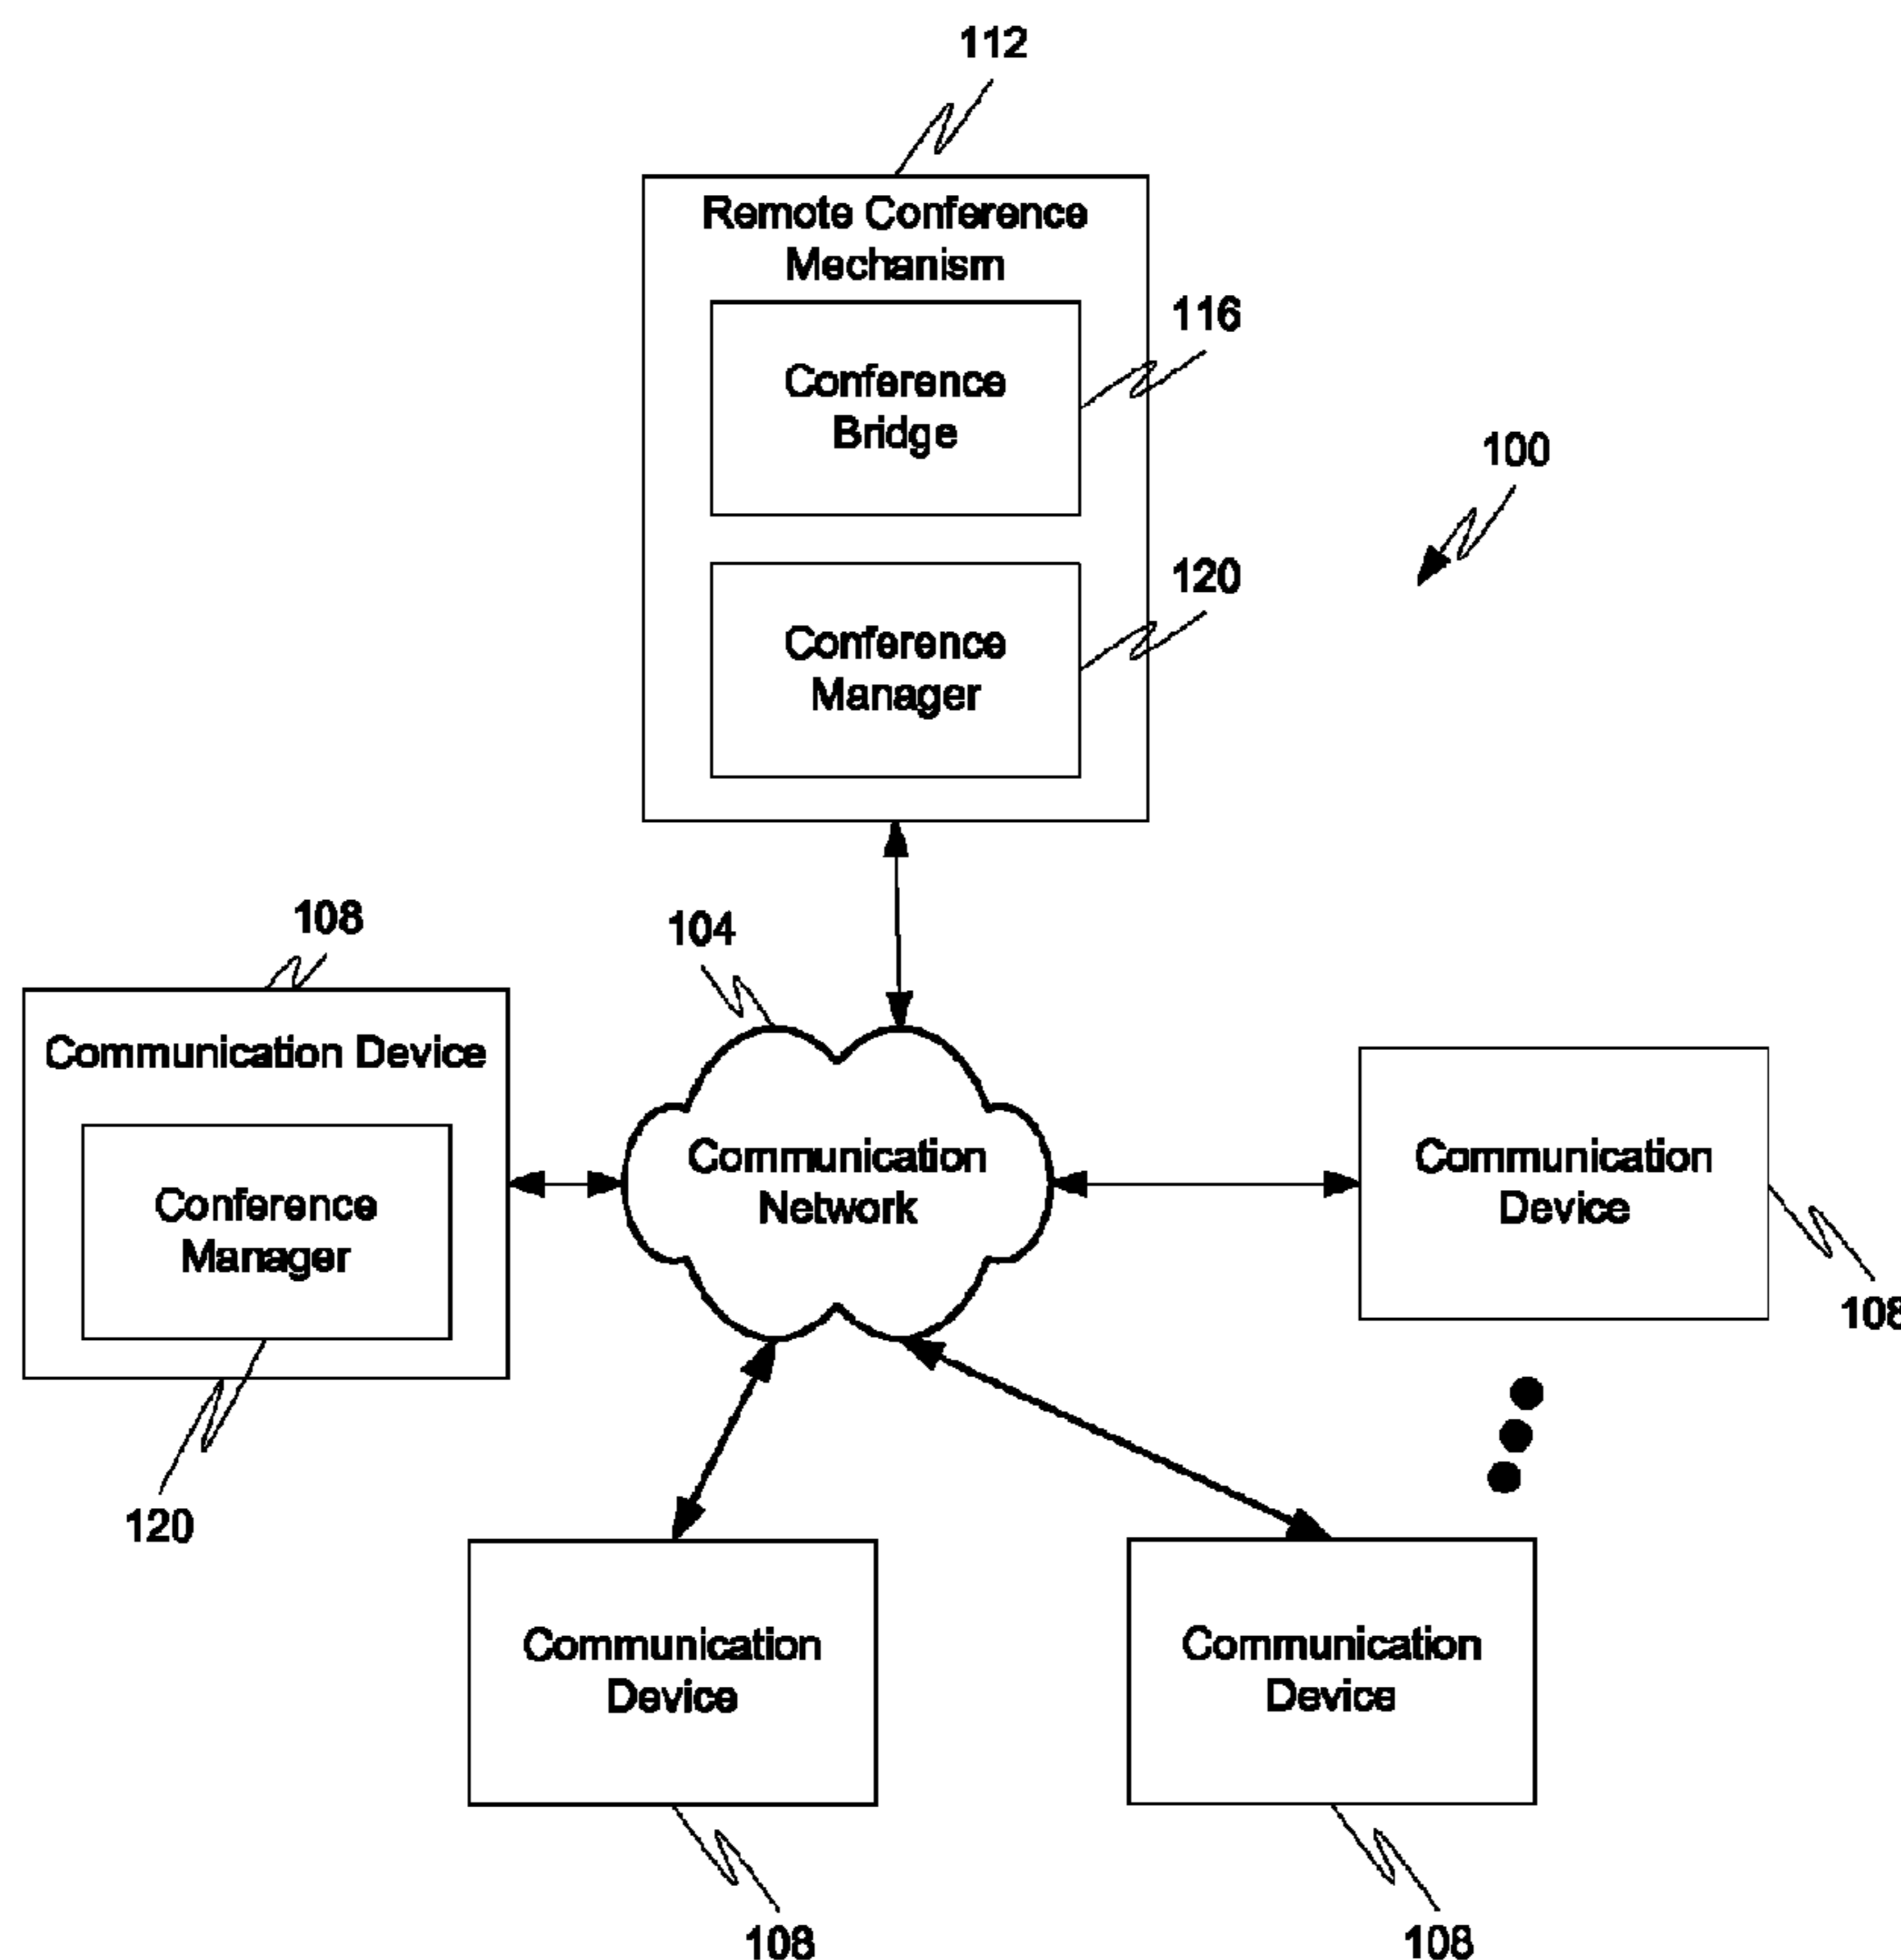 112
Remote Conference
Mechanism
116
Conference
Bridge
100
120
Conference
Manager
108
104
Communication Device
Conference
Manager
Communication
Network
Communication
Device
108
120
Communication
Device
Communication
Device
108
108